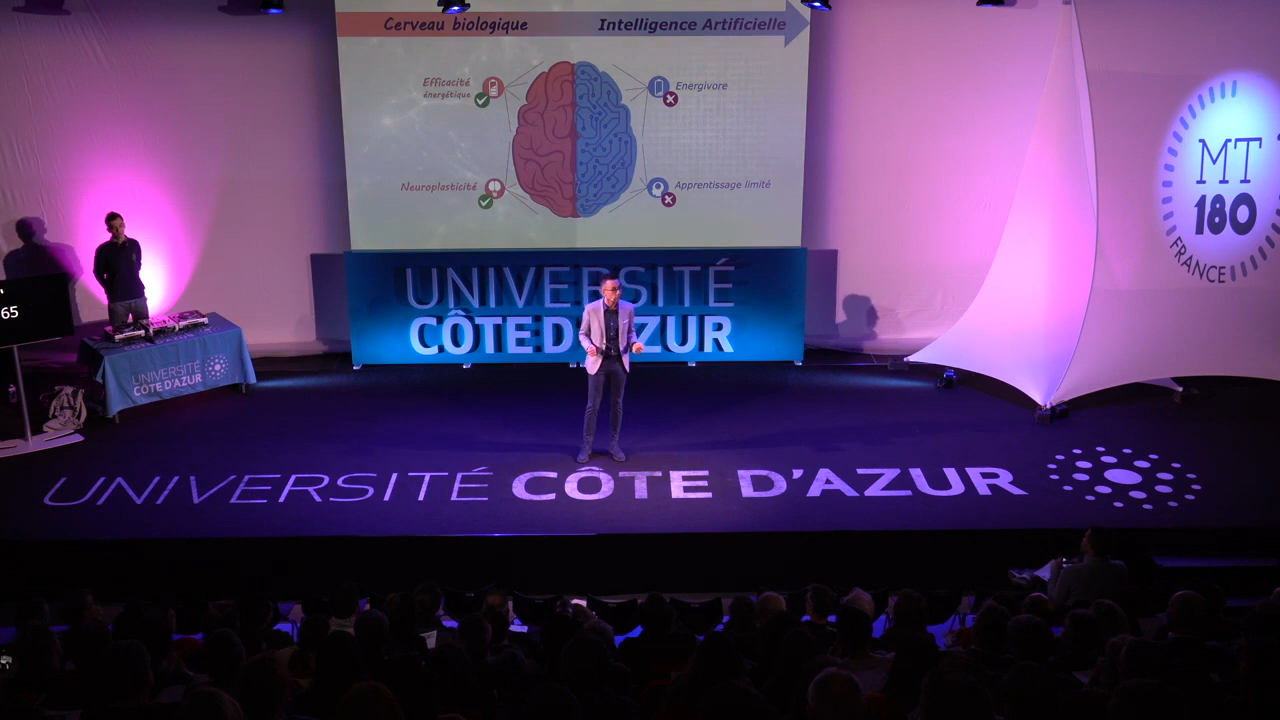 Cerveau biologique
Intelligence Artificielle
Efficacité
énergétique
Energivore
Neuroplasticité
Apprentissage limité
MT
180
FRANCE
UNIVERSITÉ
CÔTE D'AZUR
65
UNIVERSITÉ
CÔTE D'AZUR
UNIVERSITÉ CÔTE D'AZUR